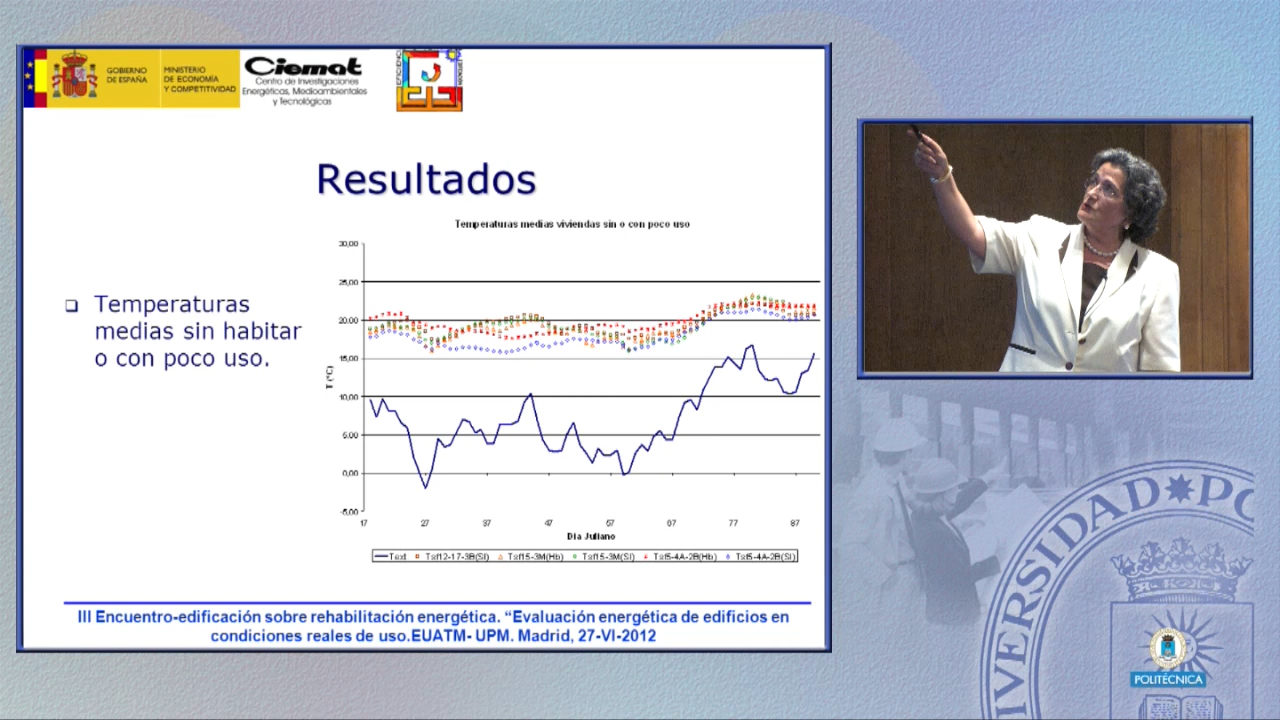 GOBIERNO
DE ESPAÑA
MINISTERIO
DE ECONOMÍA
Y COMPETITIVIDAD
Ciemat
Centro de Investigaciones
Energéticas, Medioambientales
y Tecnológicas
Resultados
Temperaturas
medias sin habitar
o con poco uso.
Temperaturas medias viviendas sin o con poco uso
30,00
25,00
20,00
15,00
10,00
5,00
0,00
-5,00
T (ºC)
17 27 37 47 57 67 77 87
Día Juliano
Text Tsf12-17-3B(SI) Tsf15-3M(Hb) Tsf15-3M(SI) Tsf5-4A-2B(Hb) Tsf5-4A-2B(SI)
III Encuentro-edificación sobre rehabilitación energética. “Evaluación energética de edificios en
condiciones reales de uso.EUATM- UPM. Madrid, 27-VI-2012
POLITÉCNICA